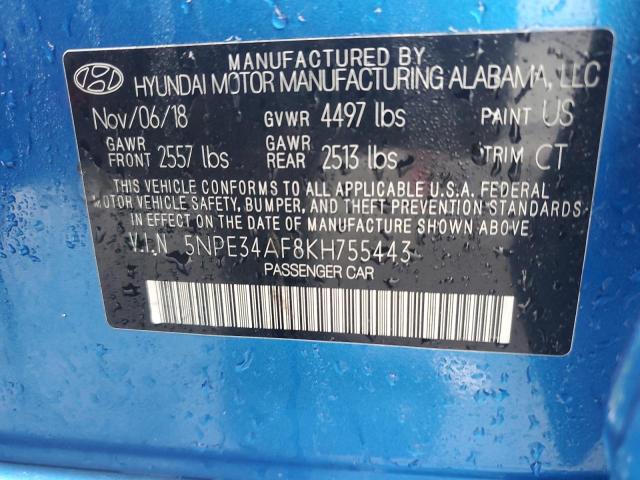 MANUFACTURED BY
HYUNDAI MOTOR MANUFACTURING ALABAMA, LLC
Nov/06/18 GVWR 4497 lbs PAINT US
GAWR FRONT 2557 lbs GAWR REAR 2513 lbs TRIM CT
THIS VEHICLE CONFORMS TO ALL APPLICABLE U.S.A. FEDERAL
MOTOR VEHICLE SAFETY, BUMPER, AND THEFT PREVENTION STANDARDS
IN EFFECT ON THE DATE OF MANUFACTURE SHOWN ABOVE.
V.I.N 5NPE34AF8KH755443
PASSENGER CAR